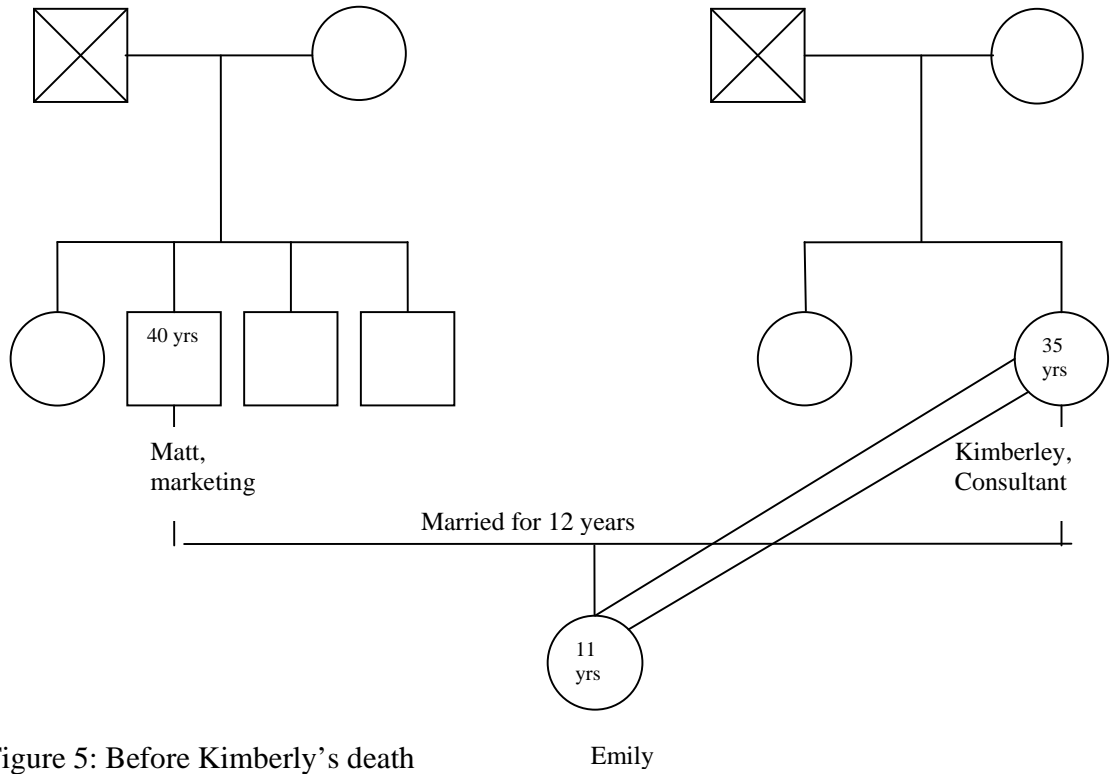 40 yrs
35
yrs
Matt,
marketing
Kimberley,
Consultant
Married for 12 years
11
yrs
igure 5: Before Kimberly’s death
Emily